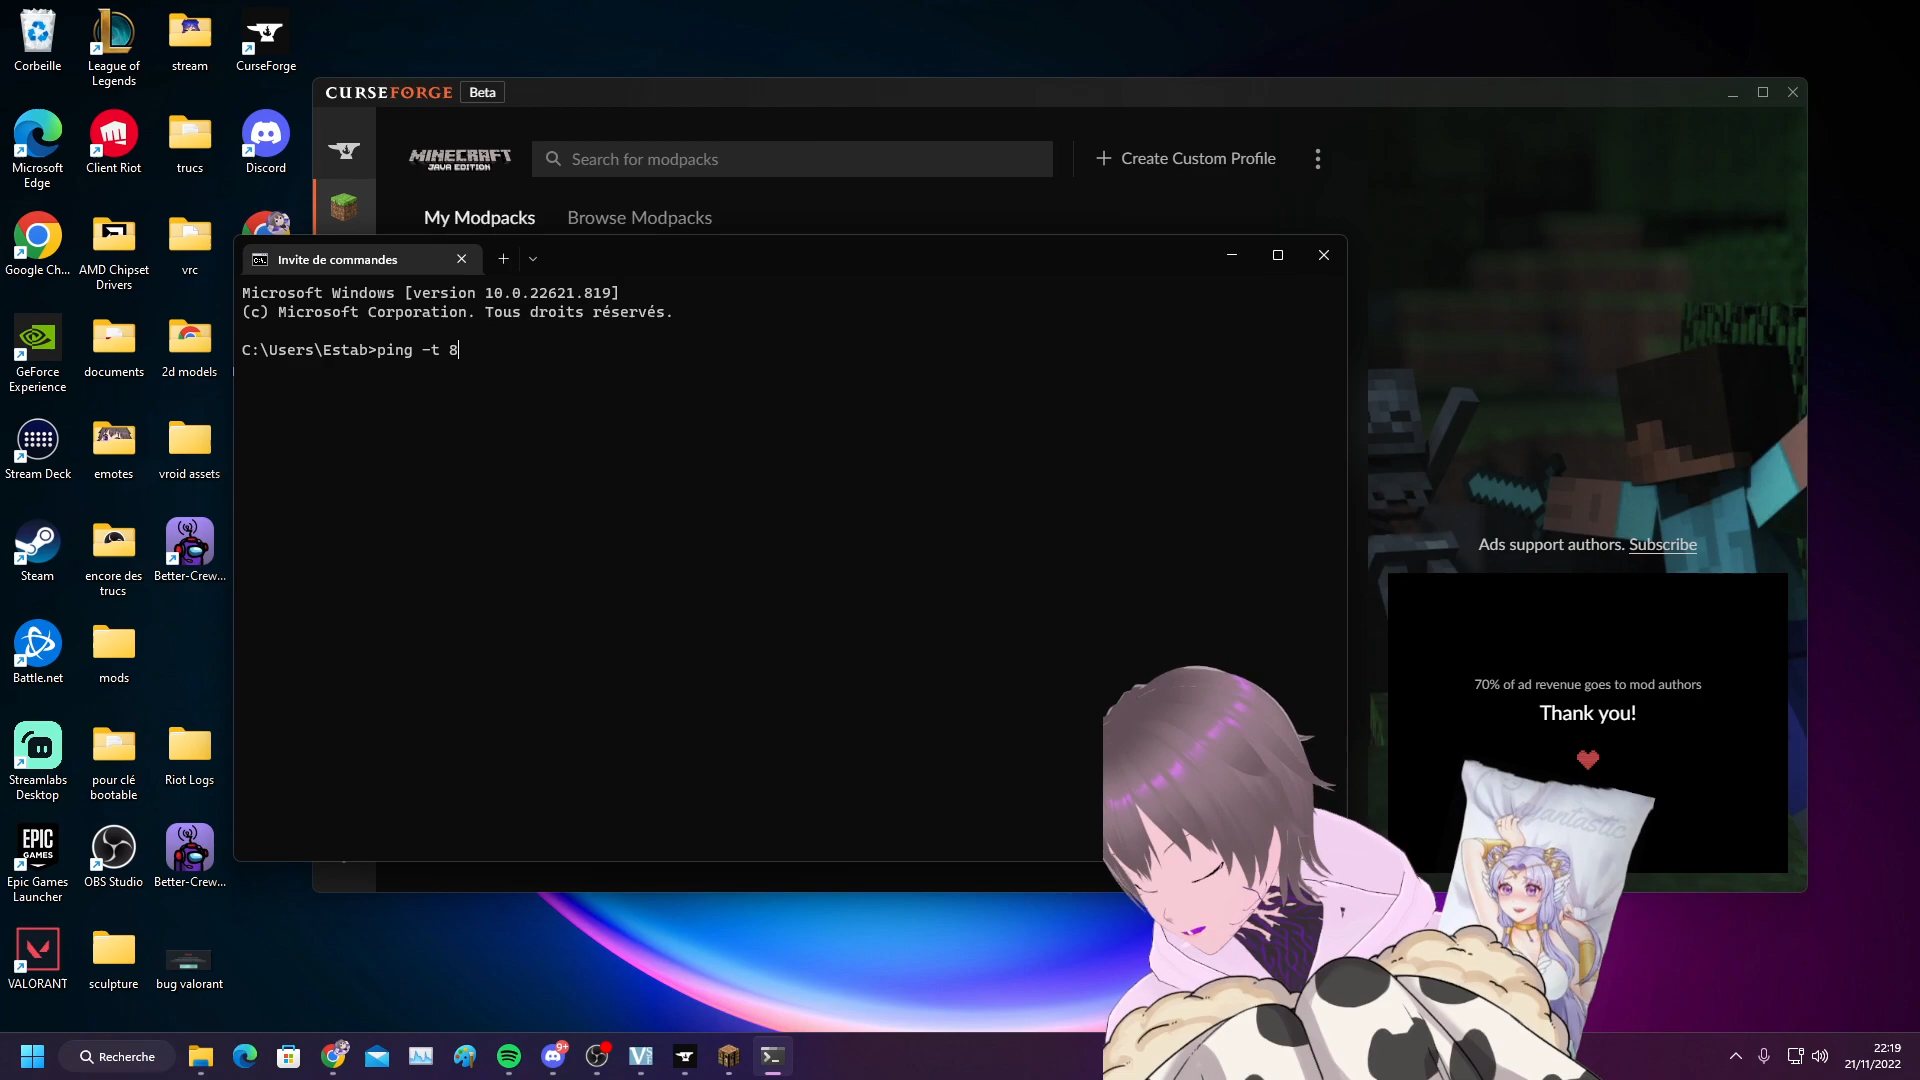 Corbeille
League of
Legends
stream
CurseForge
Microsoft
Edge
Client Riot
trucs
Discord
Google Ch...
AMD Chipset
Drivers
vrc
GeForce
Experience
documents
2d models
Stream Deck
emotes
vroid assets
Steam
encore des
trucs
Better-Crew...
Battle.net
mods
Streamlabs
Desktop
pour clé
bootable
Riot Logs
EPIC
GAMES
Epic Games
Launcher
OBS Studio
Better-Crew...
VALORANT
sculpture
bug valorant
CURSEFORGE Beta
MINECRAFT
JAVA EDITION
Search for modpacks
Create Custom Profile
My Modpacks
Browse Modpacks
Invite de commandes
Microsoft Windows [version 10.0.22621.819]
(c) Microsoft Corporation. Tous droits réservés.
C:\Users\Estab>ping -t 8
Ads support authors. Subscribe
70% of ad revenue goes to mod authors
Thank you!
Recherche
9+
22:19
21/11/2022